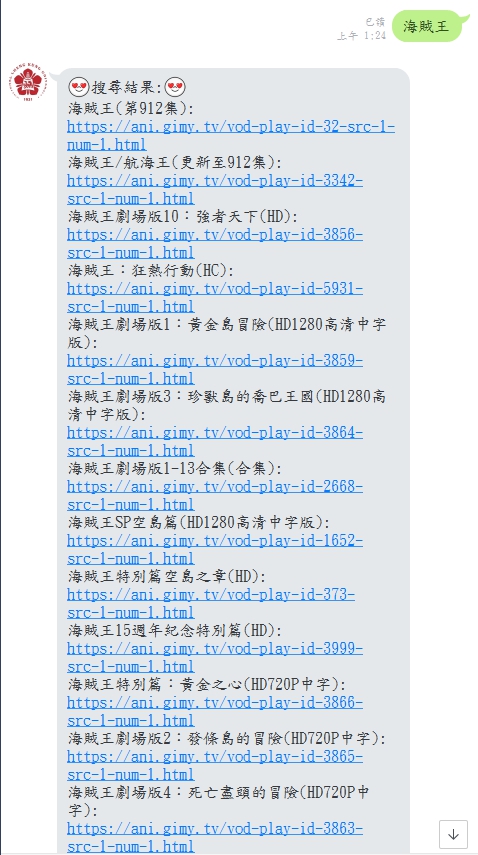 已讀
上午 1:24
海賊王
搜尋結果:
海賊王(第912集):
https://ani.gimy.tv/vod-play-id-32-src-1-
num-1.html
海賊王/航海王(更新至912集):
https://ani.gimy.tv/vod-play-id-3342-
src-1-num-1.html
海賊王劇場版10：強者天下(HD):
https://ani.gimy.tv/vod-play-id-3856-
src-1-num-1.html
海賊王：狂熱行動(HC):
https://ani.gimy.tv/vod-play-id-5931-
src-1-num-1.html
海賊王劇場版1：黃金島冒險(HD1280高清中字
版):
https://ani.gimy.tv/vod-play-id-3859-
src-1-num-1.html
海賊王劇場版3：珍獸島的喬巴王國(HD1280高
清中字版):
https://ani.gimy.tv/vod-play-id-3864-
src-1-num-1.html
海賊王劇場版1-13合集(合集):
https://ani.gimy.tv/vod-play-id-2668-
src-1-num-1.html
海賊王SP空島篇(HD1280高清中字版):
https://ani.gimy.tv/vod-play-id-1652-
src-1-num-1.html
海賊王特別篇空島之章(HD):
https://ani.gimy.tv/vod-play-id-373-
src-1-num-1.html
海賊王15週年紀念特別篇(HD):
https://ani.gimy.tv/vod-play-id-3999-
src-1-num-1.html
海賊王特別篇：黃金之心(HD720P中字):
https://ani.gimy.tv/vod-play-id-3866-
src-1-num-1.html
海賊王劇場版2：發條島的冒險(HD720P中字):
https://ani.gimy.tv/vod-play-id-3865-
src-1-num-1.html
海賊王劇場版4：死亡盡頭的冒險(HD720P中
字):
https://ani.gimy.tv/vod-play-id-3863-
src-1-num-1.html